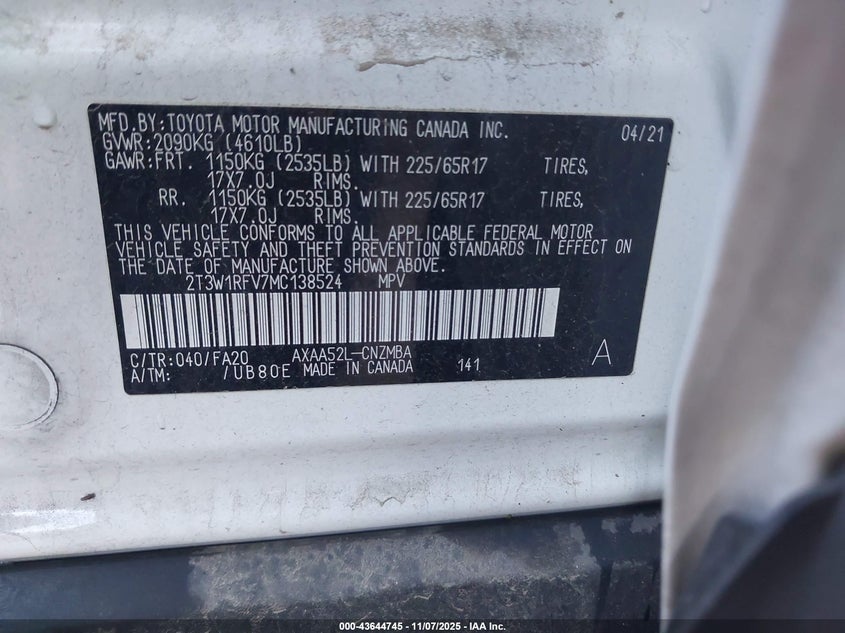 MFD.BY:TOYOTA MOTOR MANUFACTURING CANADA INC. 04/21
GVWR:2090KG (4610LB)
GAWR:FRT. 1150KG (2535LB) WITH 225/65R17 TIRES,
17X7.0J RIMS.
RR. 1150KG (2535LB) WITH 225/65R17 TIRES,
17X7.0J RIMS.
THIS VEHICLE CONFORMS TO ALL APPLICABLE FEDERAL MOTOR
VEHICLE SAFETY AND THEFT PREVENTION STANDARDS IN EFFECT ON
THE DATE OF MANUFACTURE SHOWN ABOVE.
2T3W1RFV7MC138524 MPV
C/TR:040/FA20 AXAA52L-CNZMBA A
A/TM: /UB80E MADE IN CANADA 141
000-43644745 - 11/07/2025 - IAA Inc.